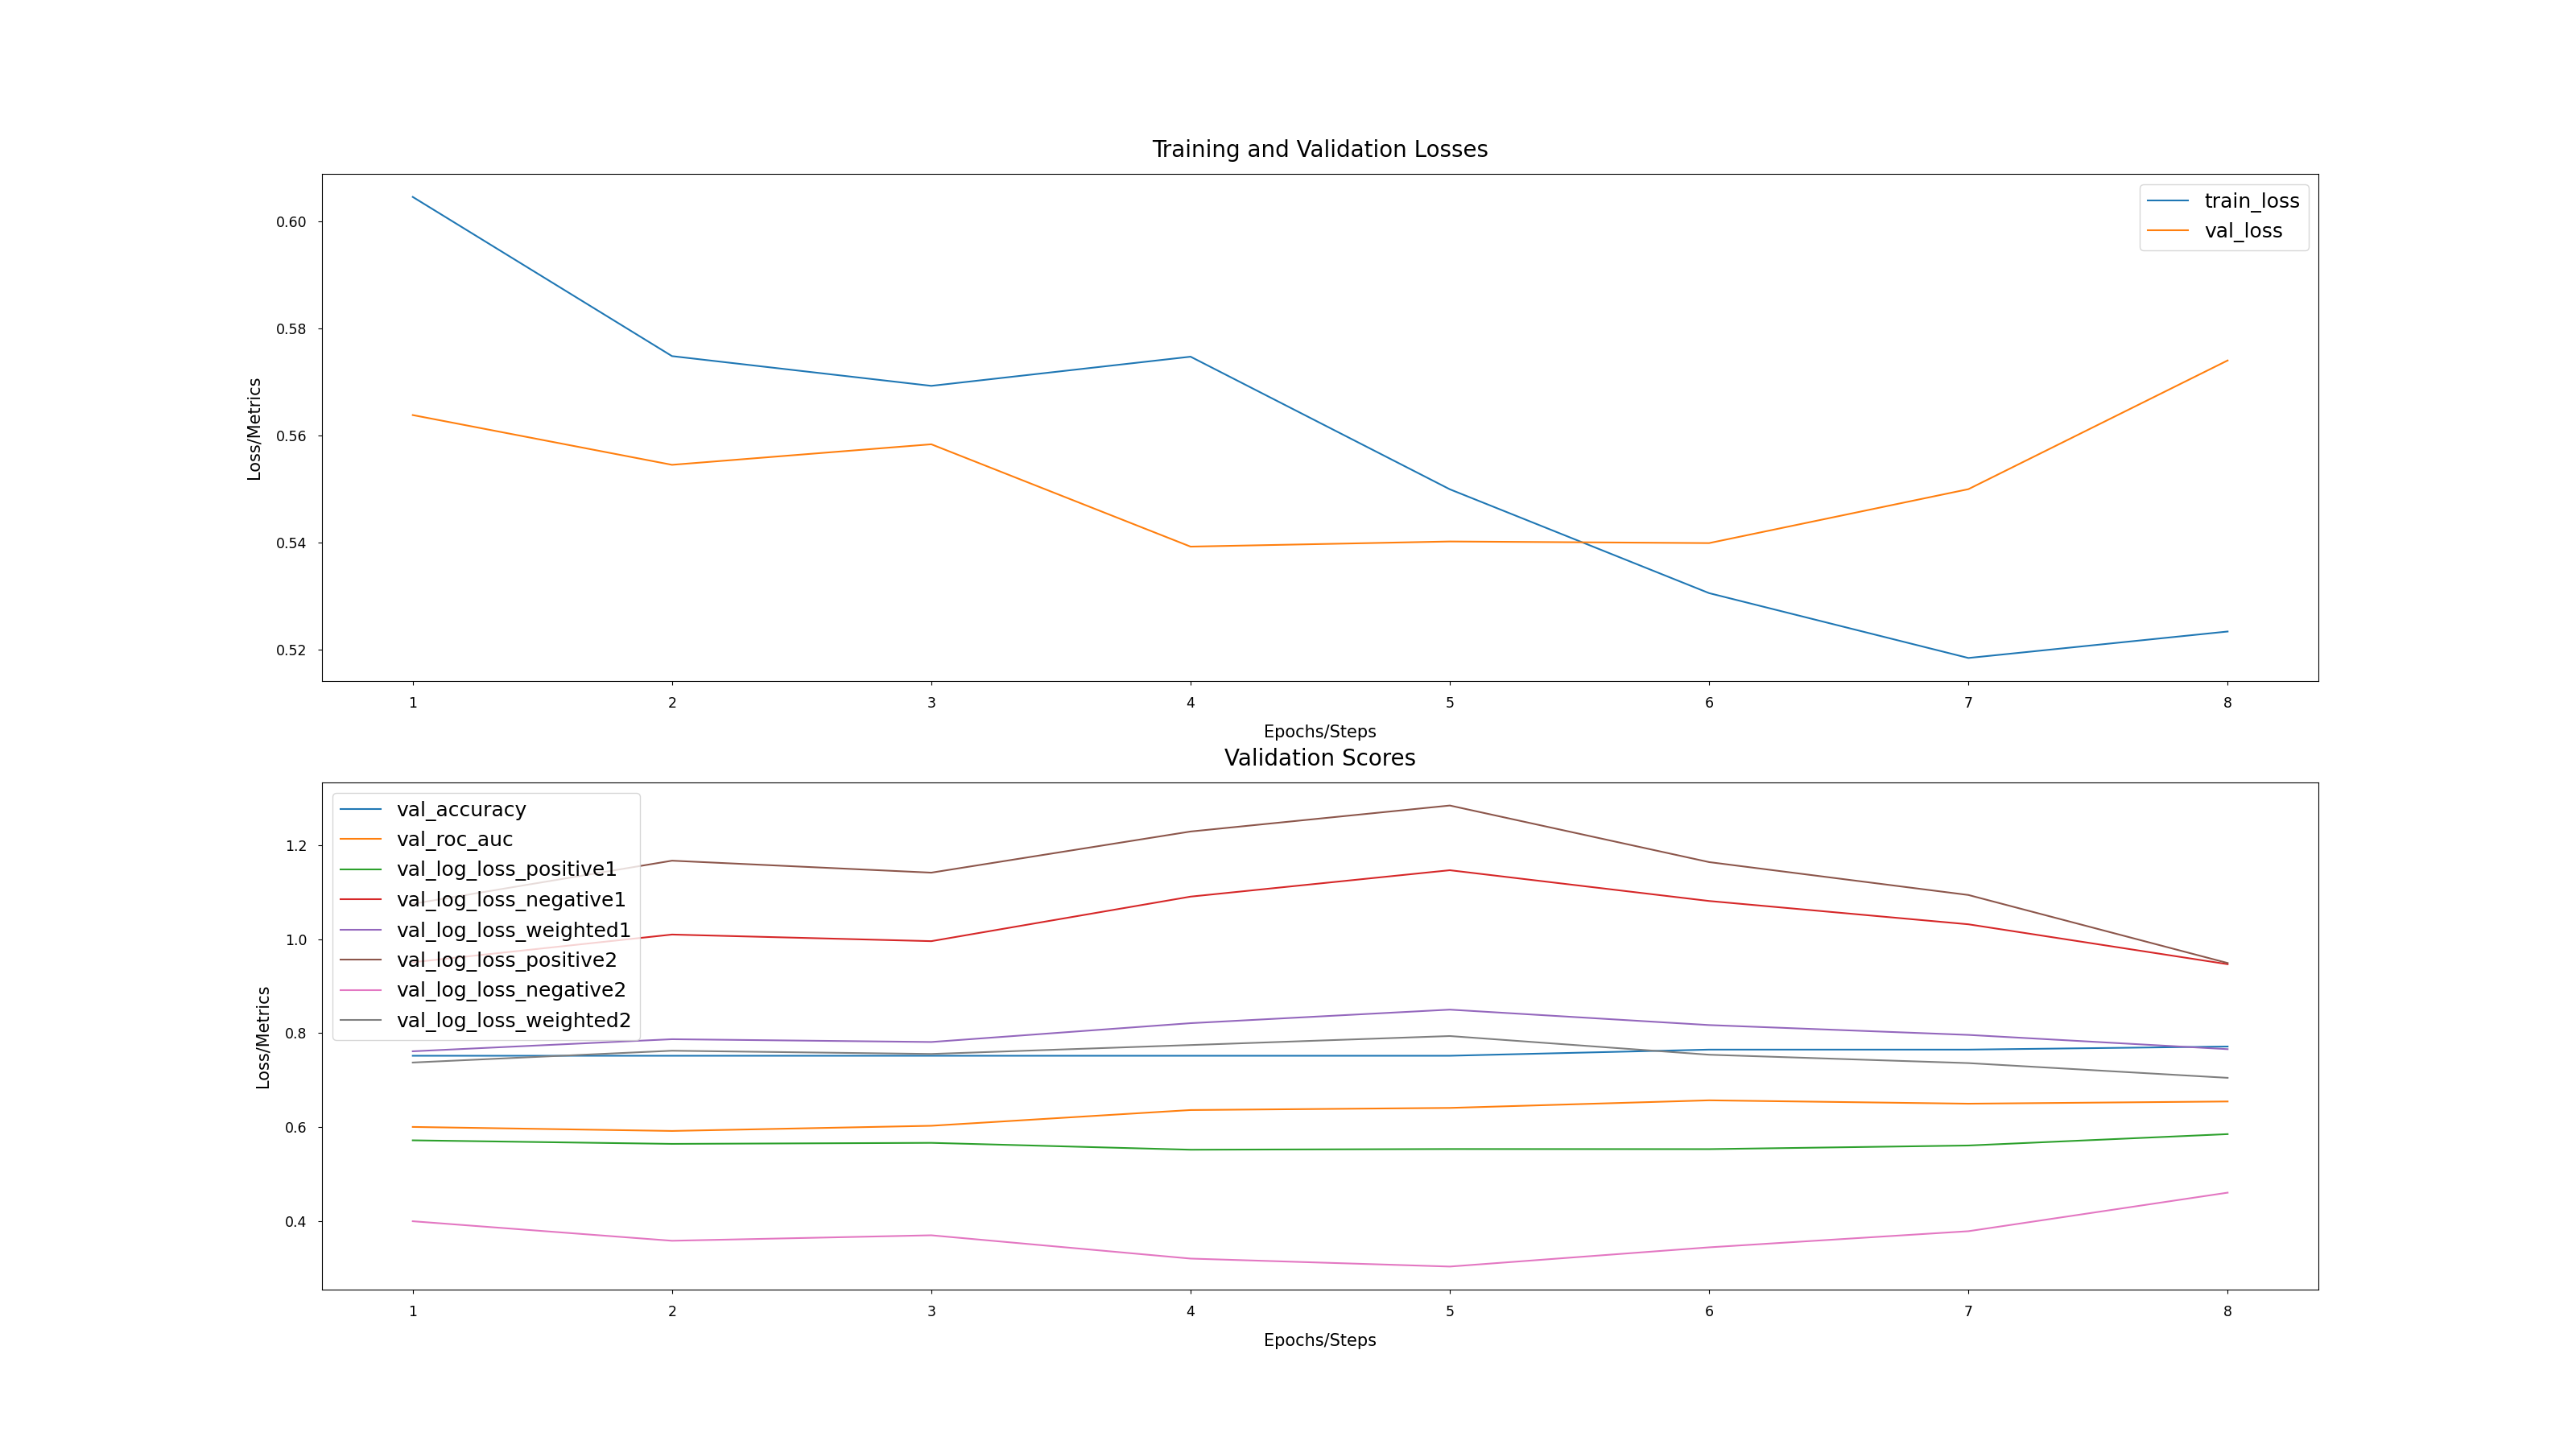 Training and Validation Losses
train_loss
val_loss
Loss/Metrics
0.60
0.58
0.56
0.54
0.52
1 2 3 4 5 6 7 8
Epochs/Steps
Validation Scores
val_accuracy
val_roc_auc
val_log_loss_positive1
val_log_loss_negative1
val_log_loss_weighted1
val_log_loss_positive2
val_log_loss_negative2
val_log_loss_weighted2
Loss/Metrics
1.2
1.0
0.8
0.6
0.4
1 2 3 4 5 6 7 8
Epochs/Steps